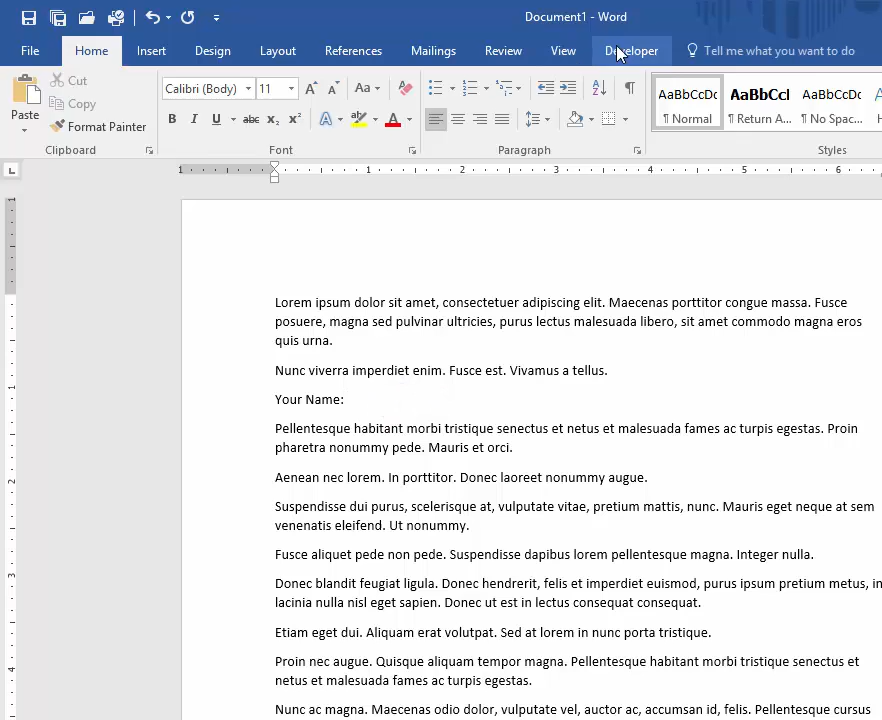 Document1 - Word
File Home Insert Design Layout References Mailings Review View Developer Tell me what you want to do
Cut
Copy
Paste
Format Painter
Clipboard
Calibri (Body) 11
Aa
B I U abc x₂ x²
A A
Font
Paragraph
AaBbCcDc AaBbCcI AaBbCcDc
¶ Normal ¶ Return A... ¶ No Spac...
Styles
1 1 2 3 4 5 6
Lorem ipsum dolor sit amet, consectetuer adipiscing elit. Maecenas porttitor congue massa. Fusce
posuere, magna sed pulvinar ultricies, purus lectus malesuada libero, sit amet commodo magna eros
quis urna.
Nunc viverra imperdiet enim. Fusce est. Vivamus a tellus.
Your Name:
Pellentesque habitant morbi tristique senectus et netus et malesuada fames ac turpis egestas. Proin
pharetra nonummy pede. Mauris et orci.
Aenean nec lorem. In porttitor. Donec laoreet nonummy augue.
Suspendisse dui purus, scelerisque at, vulputate vitae, pretium mattis, nunc. Mauris eget neque at sem
venenatis eleifend. Ut nonummy.
Fusce aliquet pede non pede. Suspendisse dapibus lorem pellentesque magna. Integer nulla.
Donec blandit feugiat ligula. Donec hendrerit, felis et imperdiet euismod, purus ipsum pretium metus, in
lacinia nulla nisl eget sapien. Donec ut est in lectus consequat consequat.
Etiam eget dui. Aliquam erat volutpat. Sed at lorem in nunc porta tristique.
Proin nec augue. Quisque aliquam tempor magna. Pellentesque habitant morbi tristique senectus et
netus et malesuada fames ac turpis egestas.
Nunc ac magna. Maecenas odio dolor, vulputate vel, auctor ac, accumsan id, felis. Pellentesque cursus